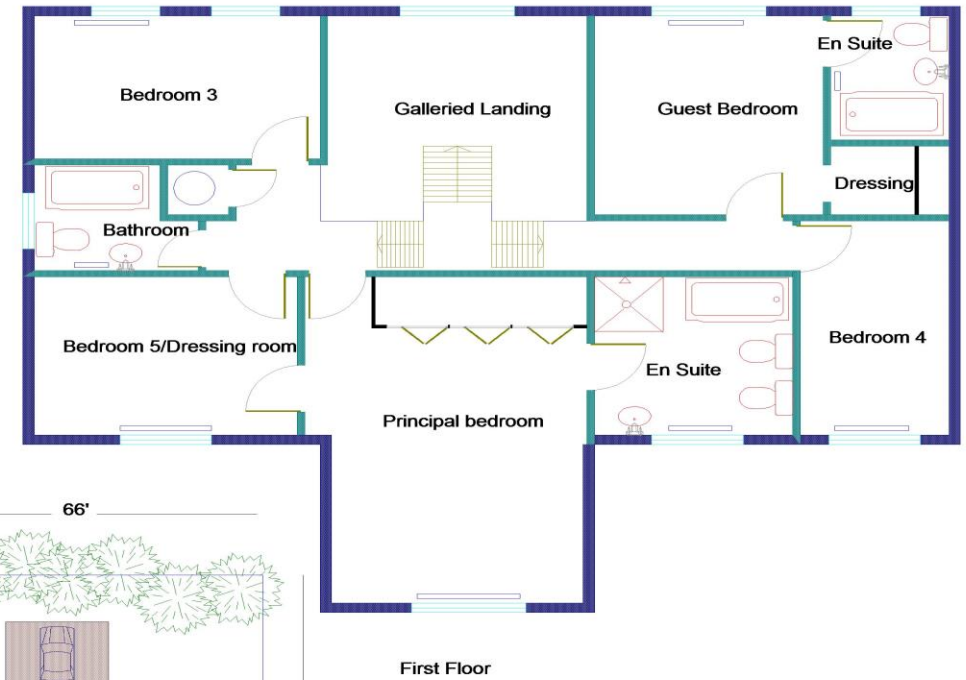 En Suite
Bedroom 3
Galleried Landing
Guest Bedroom
Dressing
Bathroom
Bedroom 5/Dressing room
Bedroom 4
En Suite
Principal bedroom
66'
First Floor